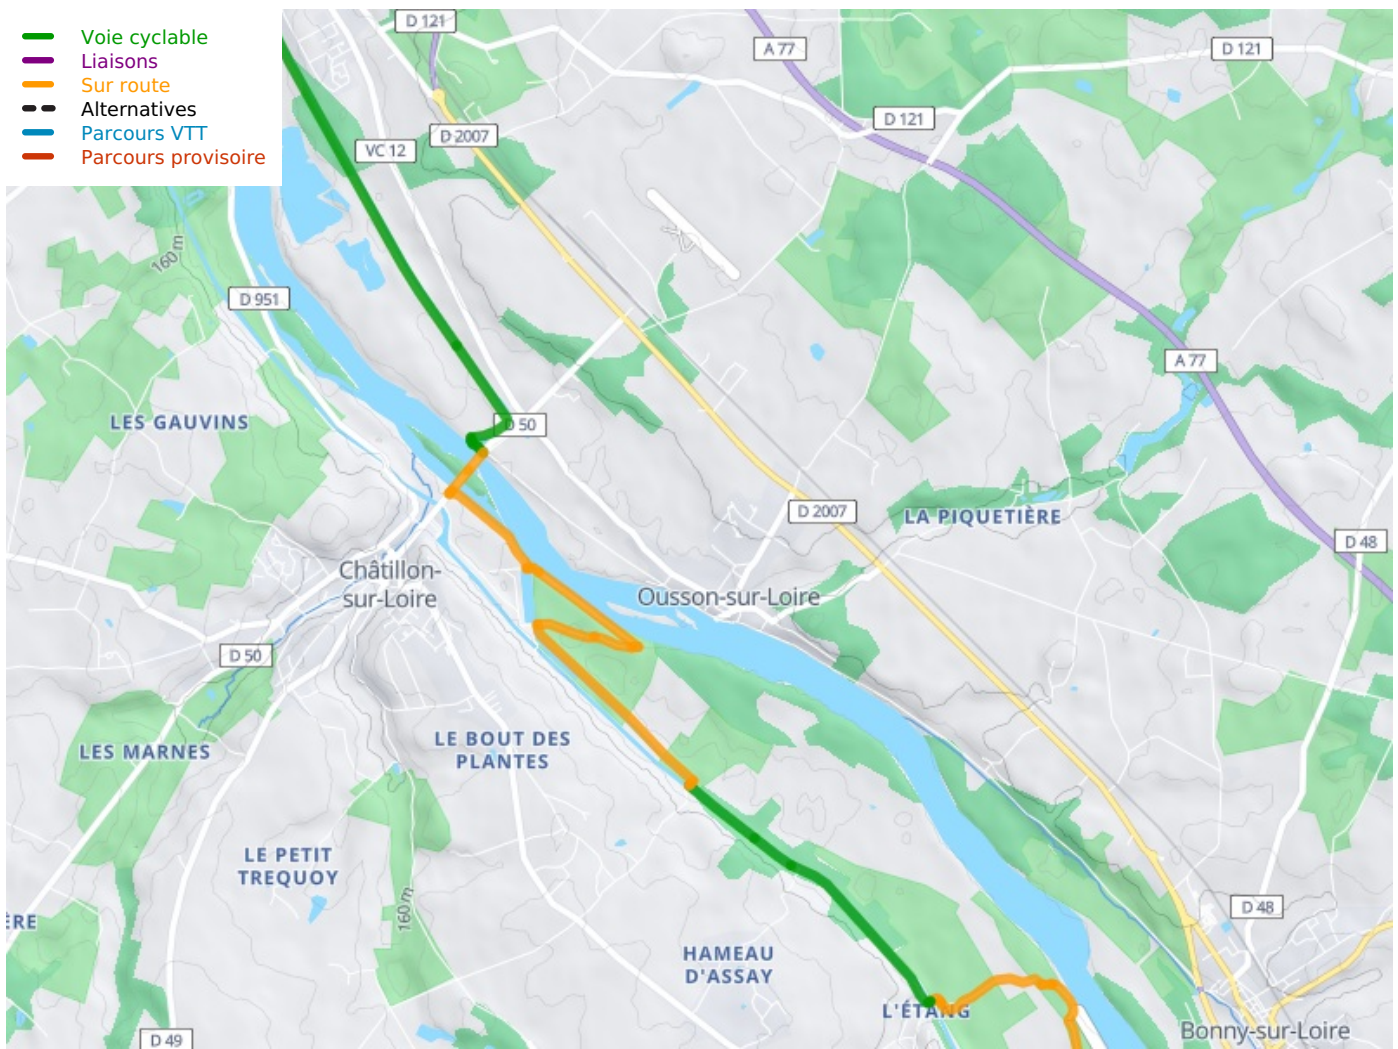 Voie cyclable
Liaisons
Sur route
Alternatives
Parcours VTT
Parcours provisoire
D 121
A 77
D 121
D 121
D 2007
VC 12
160 m
D 951
A 77
LES GAUVINS
D 50
D 2007
LA PIQUETIÈRE
D 48
Châtillon-
sur-Loire
Ousson-sur-Loire
D 50
LES MARNES
LE BOUT DES
PLANTES
LE PETIT
TREQUOY
160 m
ÈRE
D 48
HAMEAU
D'ASSAY
L'ÉTANG
Bonny-sur-Loire
D 49